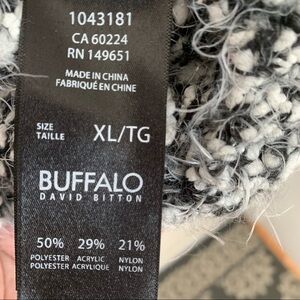 1043181
CA 60224
RN 149651
MADE IN CHINA
FABRIQUÉ EN CHINE
SIZE
TAILLE
XL/TG
BUFFALO
DAVID BITTON
50% 29% 21%
POLYESTER ACRYLIC NYLON
POLYESTER ACRYLIQUE NYLON